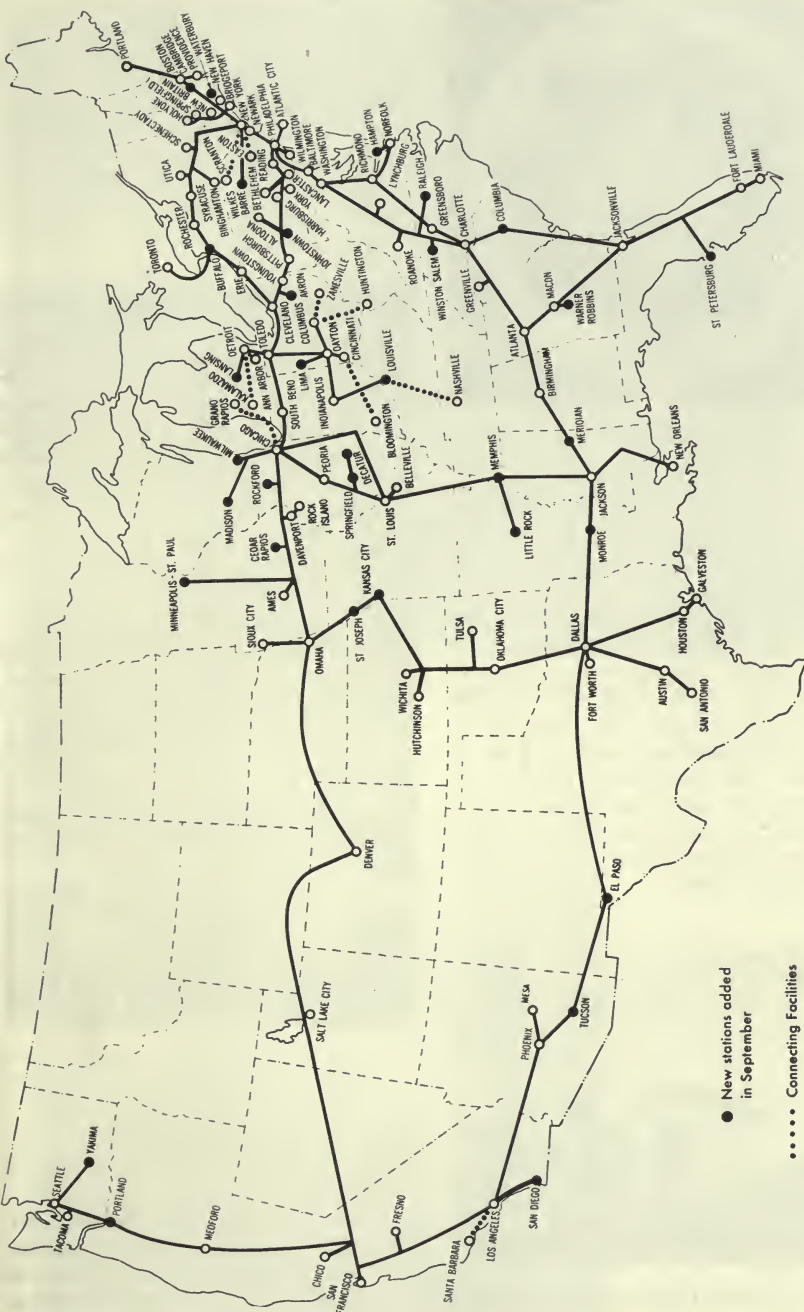 SEATTLE
TACOMA
YAKIMA
PORTLAND
MEDFORD
CHICO
SAN
FRANCISCO
FRESNO
SANTA BARBARA
LOS ANGELES
SAN DIEGO
SALT LAKE CITY
PHOENIX
MESA
TUCSON
EL PASO
DENVER
MINNEAPOLIS - ST. PAUL
SIOUX CITY
AMES
OMAHA
CEDAR
RAPIDS
DAVENPORT
ROCK
ISLAND
ST JOSEPH
KANSAS CITY
WICHITA
HUTCHINSON
TULSA
OKLAHOMA CITY
DALLAS
FORT WORTH
AUSTIN
SAN ANTONIO
HOUSTON
GALVESTON
MADISON
MILWAUKEE
ROCKFORD
CHICAGO
PEORIA
SPRINGFIELD
DECATUR
ST. LOUIS
BELLEVILLE
MEMPHIS
LITTLE ROCK
MONROE
JACKSON
NEW ORLEANS
MERIDIAN
BIRMINGHAM
ATLANTA
MACON
WARNER
ROBBINS
JACKSONVILLE
ST PETERSBURG
FORT LAUDERDALE
MIAMI
GRAND
RAPIDS
KALAMAZOO
LANSING
DETROIT
ANN ARBOR
TOLEDO
SOUTH BEND
LIMA
INDIANAPOLIS
DAYTON
CINCINNATI
BLOOMINGTON
LOUISVILLE
NASHVILLE
COLUMBUS
ZANESVILLE
HUNTINGTON
CLEVELAND
AKRON
YOUNGSTOWN
PITTSBURGH
JOHNSTOWN
ALTOONA
HARRISBURG
YORK
LANCASTER
READING
BETHLEHEM
ERIE
BUFFALO
TORONTO
ROCHESTER
SYRACUSE
UTICA
SCHENECTADY
BINGHAMTON
SCRANTON
WILKES
BARRE
EASTON
HOLYOKE
SPRINGFIELD
NEW
BRITAIN
PORTLAND
BOSTON
CAMBRIDGE
PROVIDENCE
WATERBURY
NEW HAVEN
BRIDGEPORT
NEW YORK
NEWARK
PHILADELPHIA
ATLANTIC CITY
WILMINGTON
BALTIMORE
WASHINGTON
RICHMOND
HAMPTON
NORFOLK
LYNCHBURG
ROANOKE
RALEIGH
GREENSBORO
WINSTON
SALEM
CHARLOTTE
GREENVILLE
COLUMBIA
New stations added
in September
Connecting Facilities